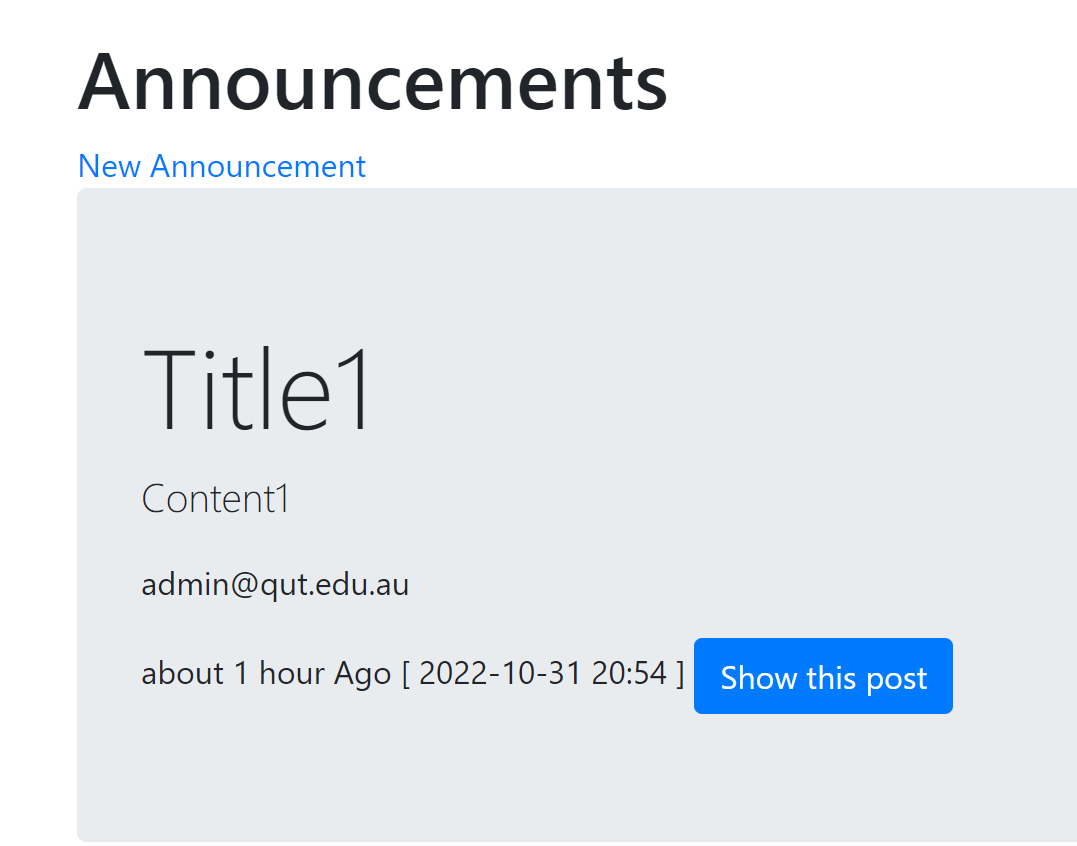 Announcements
New Announcement
Title1
Content1
admin@qut.edu.au
about 1 hour Ago [ 2022-10-31 20:54 ] Show this post